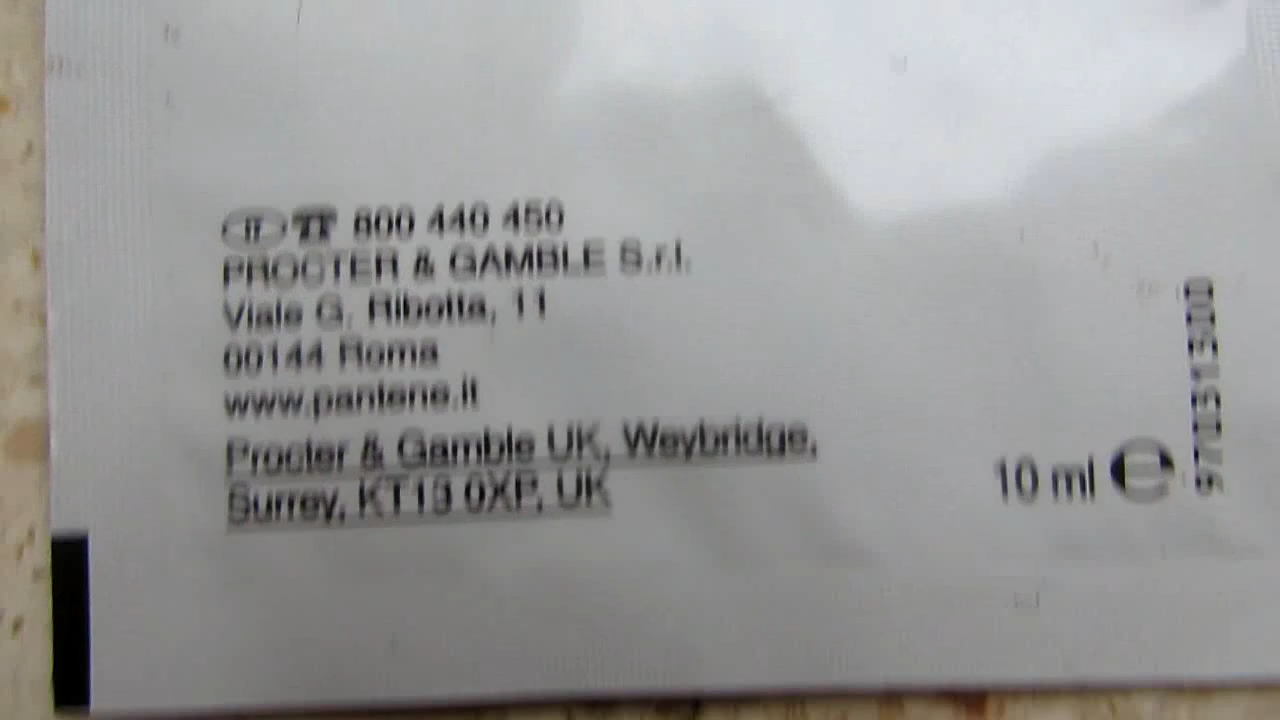 IT ☎ 800 440 450
PROCTER & GAMBLE S.r.l.
Viale G. Ribotta, 11
00144 Roma
www.pantene.it
Procter & Gamble UK, Weybridge,
Surrey, KT13 0XP, UK
10 ml